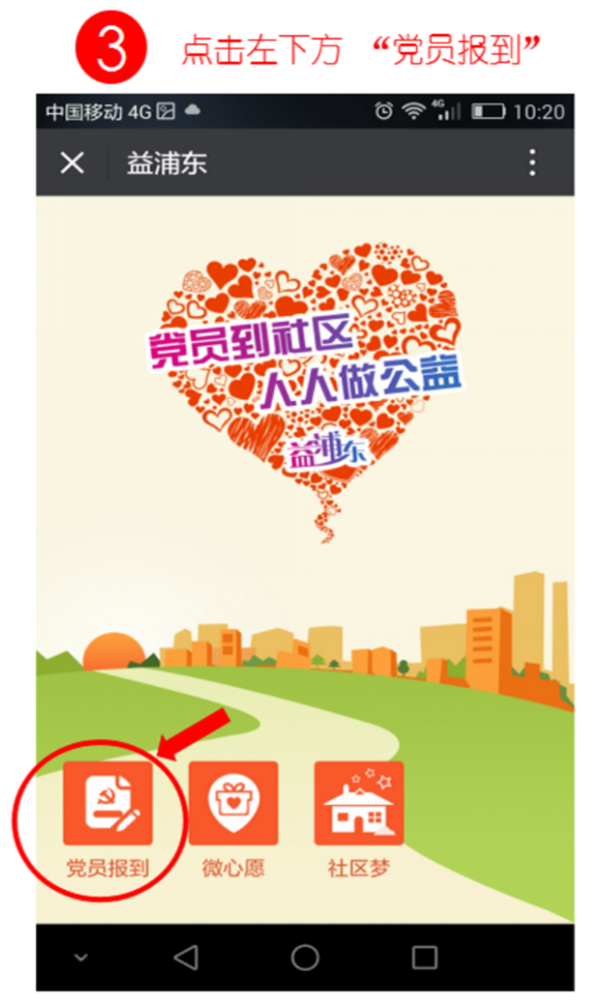 3 点击左下方 “党员报到”
中国移动 4G 4G 10:20
益浦东
党员到社区
人人做公益
益浦东
党员报到 微心愿 社区梦